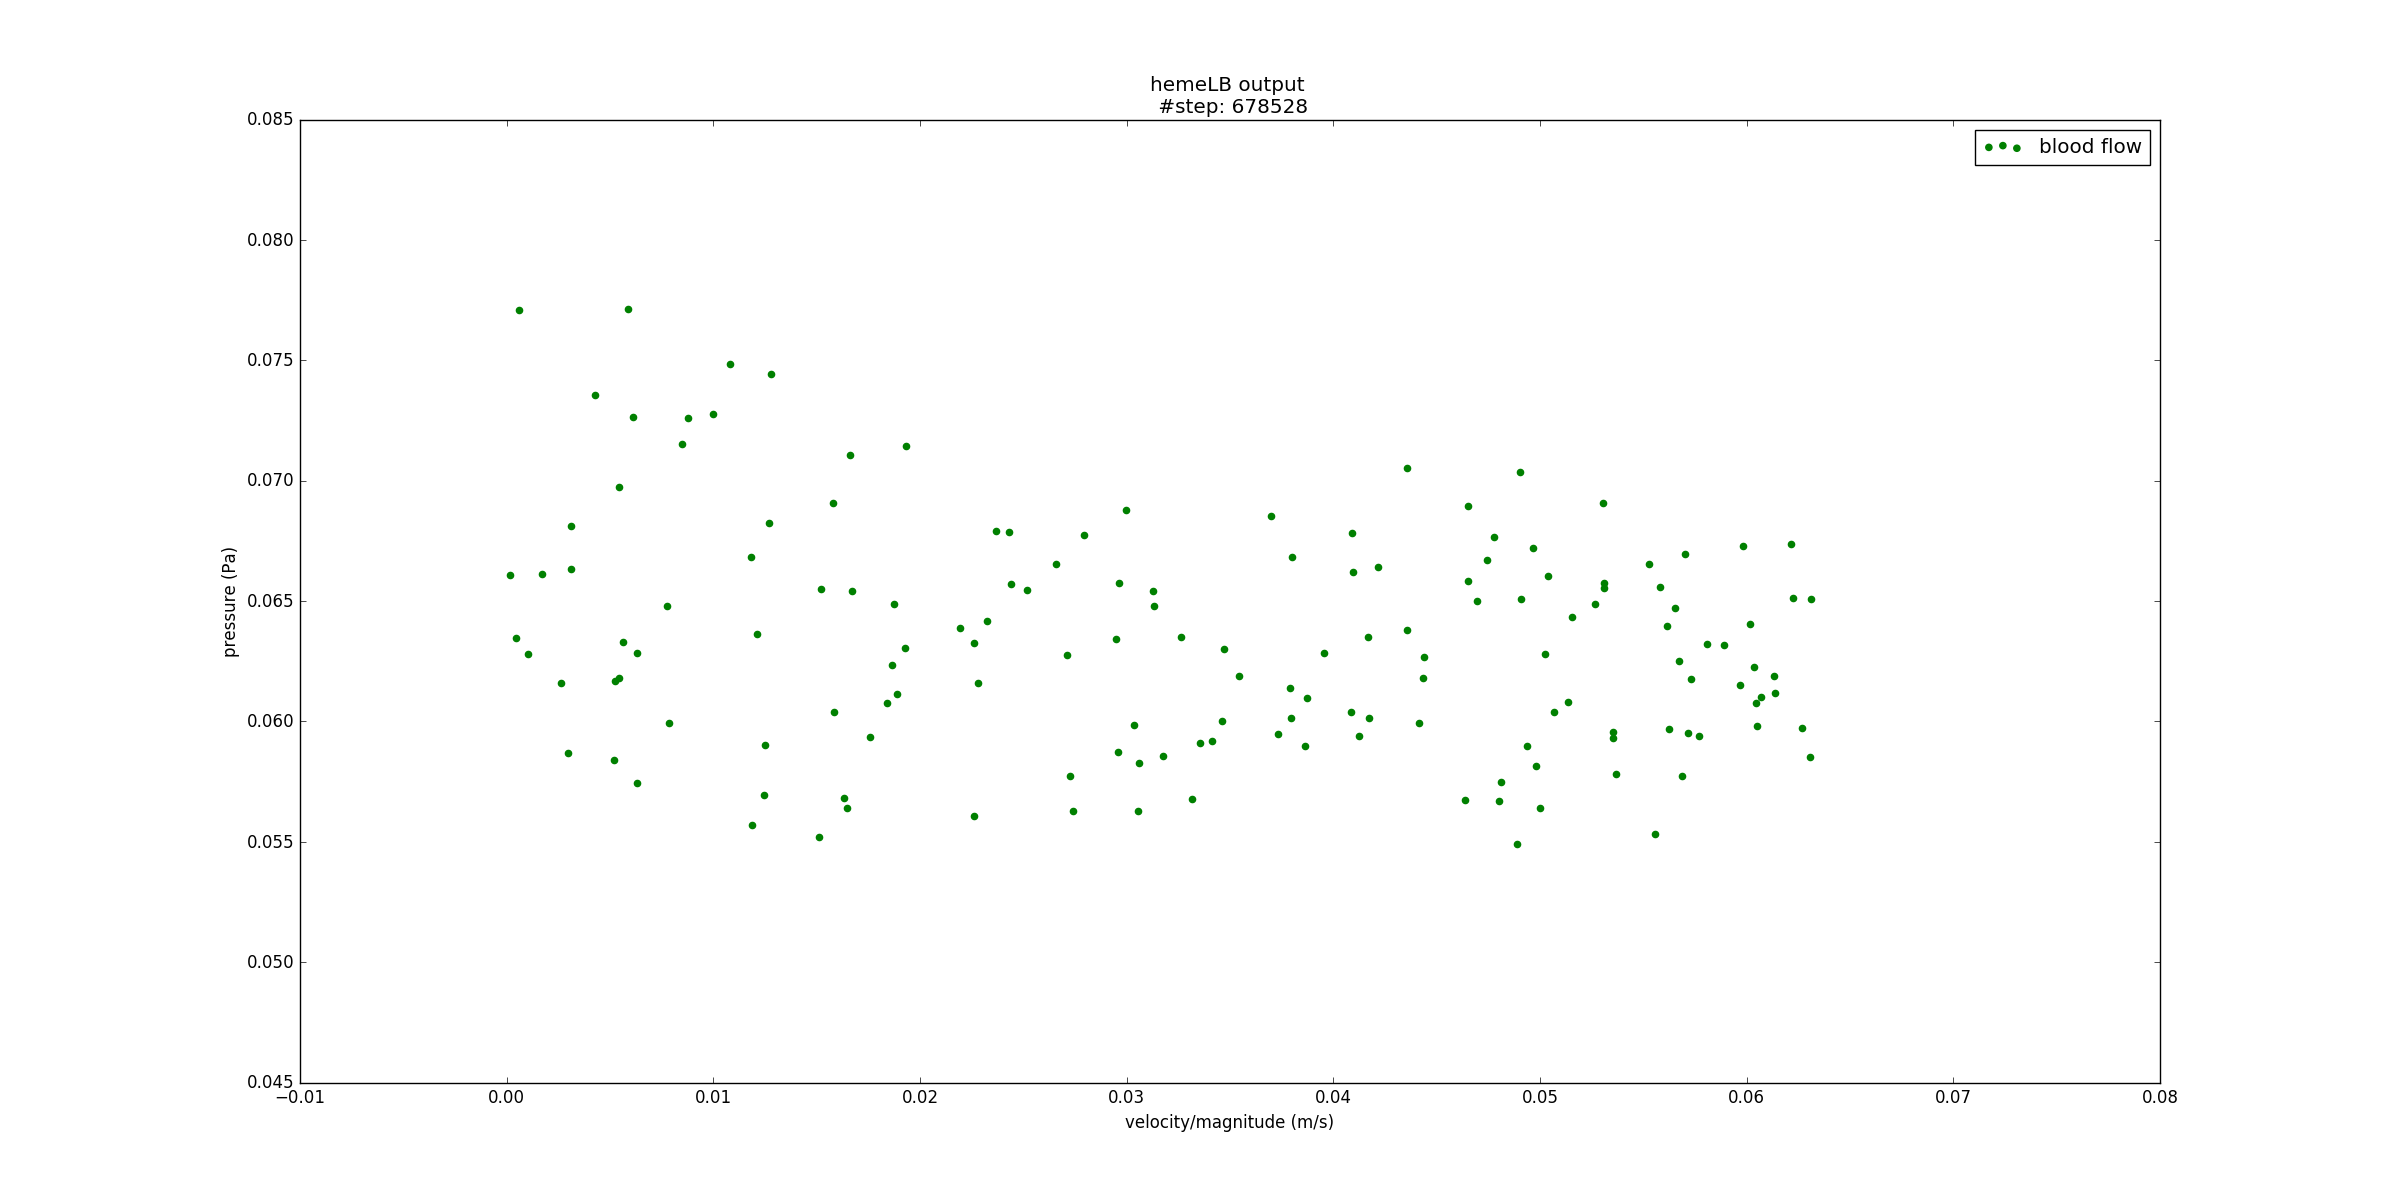 hemeLB output
#step: 678528
blood flow
0.085
0.080
0.075
0.070
0.065
0.060
0.055
0.050
0.045
pressure (Pa)
−0.01 0.00 0.01 0.02 0.03 0.04 0.05 0.06 0.07 0.08
velocity/magnitude (m/s)